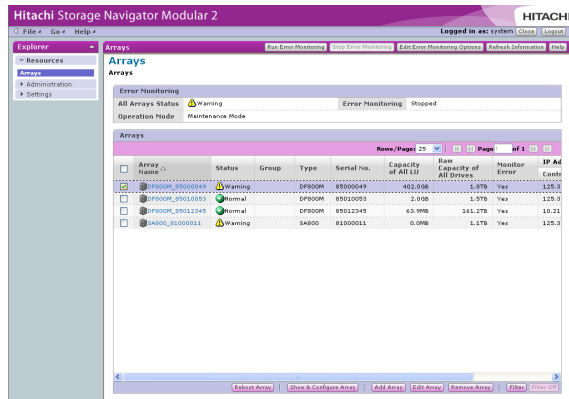 Hitachi Storage Navigator Modular 2
HITACHI
File Go Help
Logged in as: system Close Logout
Explorer
Resources
Arrays
Administration
Settings
Arrays
Run Error Monitoring Stop Error Monitoring Edit Error Monitoring Options Refresh Information Help
Arrays
Arrays
Error Monitoring
All Arrays Status Warning Error Monitoring Stopped
Operation Mode Maintenance Mode
Arrays
Rows/Page: 25 Page 1 of 1
Array Name Status Group Type Serial No. Capacity of All LU Raw Capacity of All Drives Monitor Error IP Ad
Contr
DF800M_85000049 Warning DF800M 85000049 402.0GB 1.8TB Yes 125.3
DF800M_85010053 Normal DF800M 85010053 2.0GB 1.5TB Yes 125.3
DF800M_85012345 Normal DF800M 85012345 63.9MB 161.2TB Yes 10.21
SA800_81000011 Warning SA800 81000011 0.0MB 1.1TB Yes 125.3
Reboot Array Show & Configure Array Add Array Edit Array Remove Array Filter Filter Off